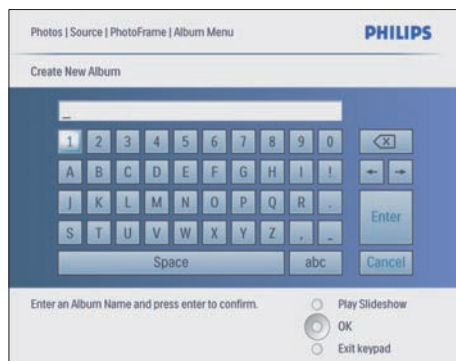 Photos | Source | PhotoFrame | Album Menu
PHILIPS
Create New Album
_
1 2 3 4 5 6 7 8 9 0
A B C D E F G H I !
J K L M N O P Q R .
Enter
S T U V W X Y Z , _
Space abc Cancel
Enter an Album Name and press enter to confirm.
Play Slideshow
OK
Exit keypad